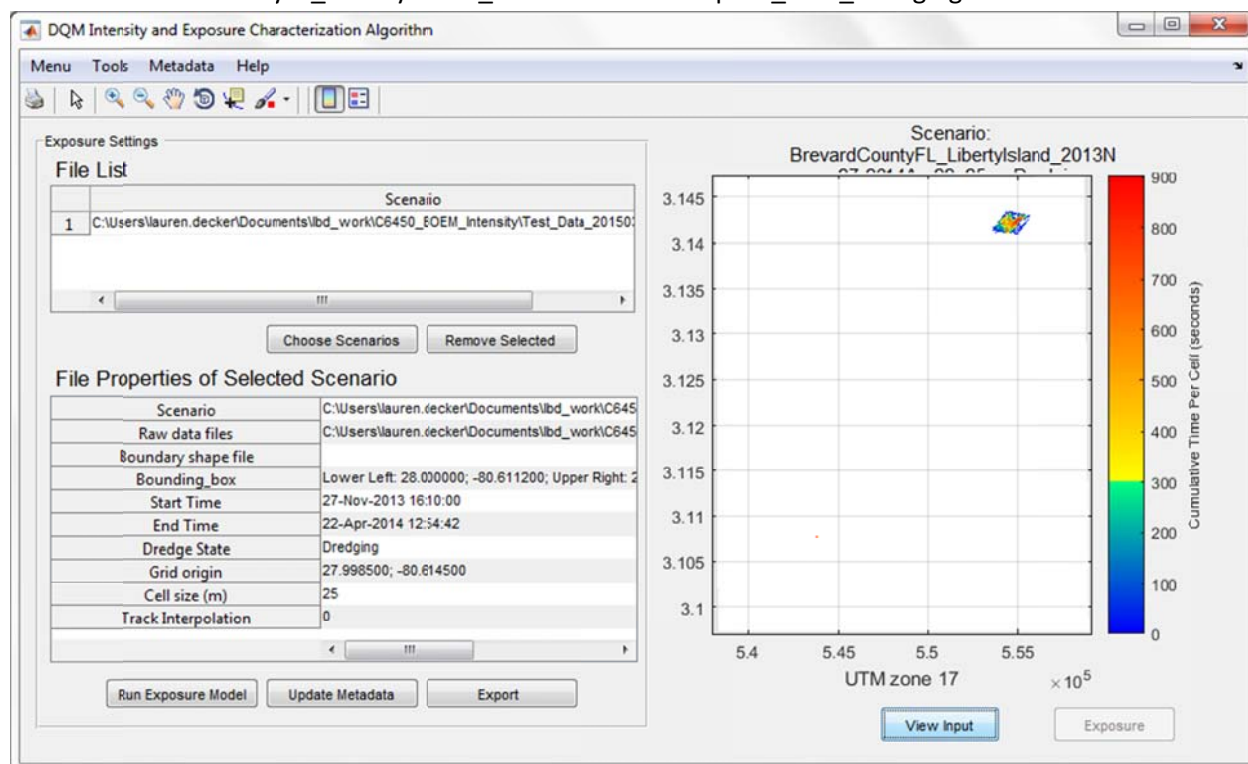 DQM Intensity and Exposure Characterization Algorithm
Menu Tools Metadata Help
Exposure Settings
File List
Scenario
1 C:\Users\lauren.decker\Documents\lbd_work\C6450_BOEM_Intensity\Test_Data_20150
Choose Scenarios Remove Selected
File Properties of Selected Scenario
Scenario C:\Users\lauren.decker\Documents\lbd_work\C645
Raw data files C:\Users\lauren.decker\Documents\lbd_work\C645
Boundary shape file
Bounding_box Lower Left: 28.000000; -80.611200; Upper Right: 2
Start Time 27-Nov-2013 16:10:00
End Time 22-Apr-2014 12:54:42
Dredge State Dredging
Grid origin 27.998500; -80.614500
Cell size (m) 25
Track Interpolation 0
Run Exposure Model Update Metadata Export
Scenario:
BrevardCountyFL_LibertyIsland_2013N
3.145
3.14
3.135
3.13
3.125
3.12
3.115
3.11
3.105
3.1
5.4 5.45 5.5 5.55
UTM zone 17 ×10^5
900
800
700
600
500
400
300
200
100
0
Cumulative Time Per Cell (seconds)
View Input Exposure